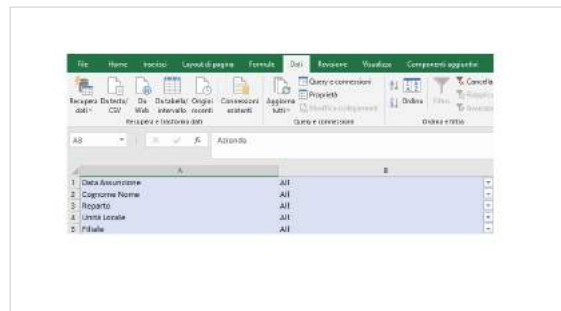 File Home Inserisci Layout di pagina Formule Dati Revisione Visualizza Componenti aggiuntivi
Recupera dati Da testo/CSV Da Web Da tabella/intervallo Origini recenti Connessioni esistenti Aggiorna tutti Query e connessioni Proprietà Modifica collegamenti Ordina Filtro Cancella
Recupera e trasforma dati Query e connessioni Ordina e filtra
A8 fx Azienda
A B
1 Data Assunzione All
2 Cognome Nome All
3 Reparto All
4 Unità Locale All
5 Filiale All